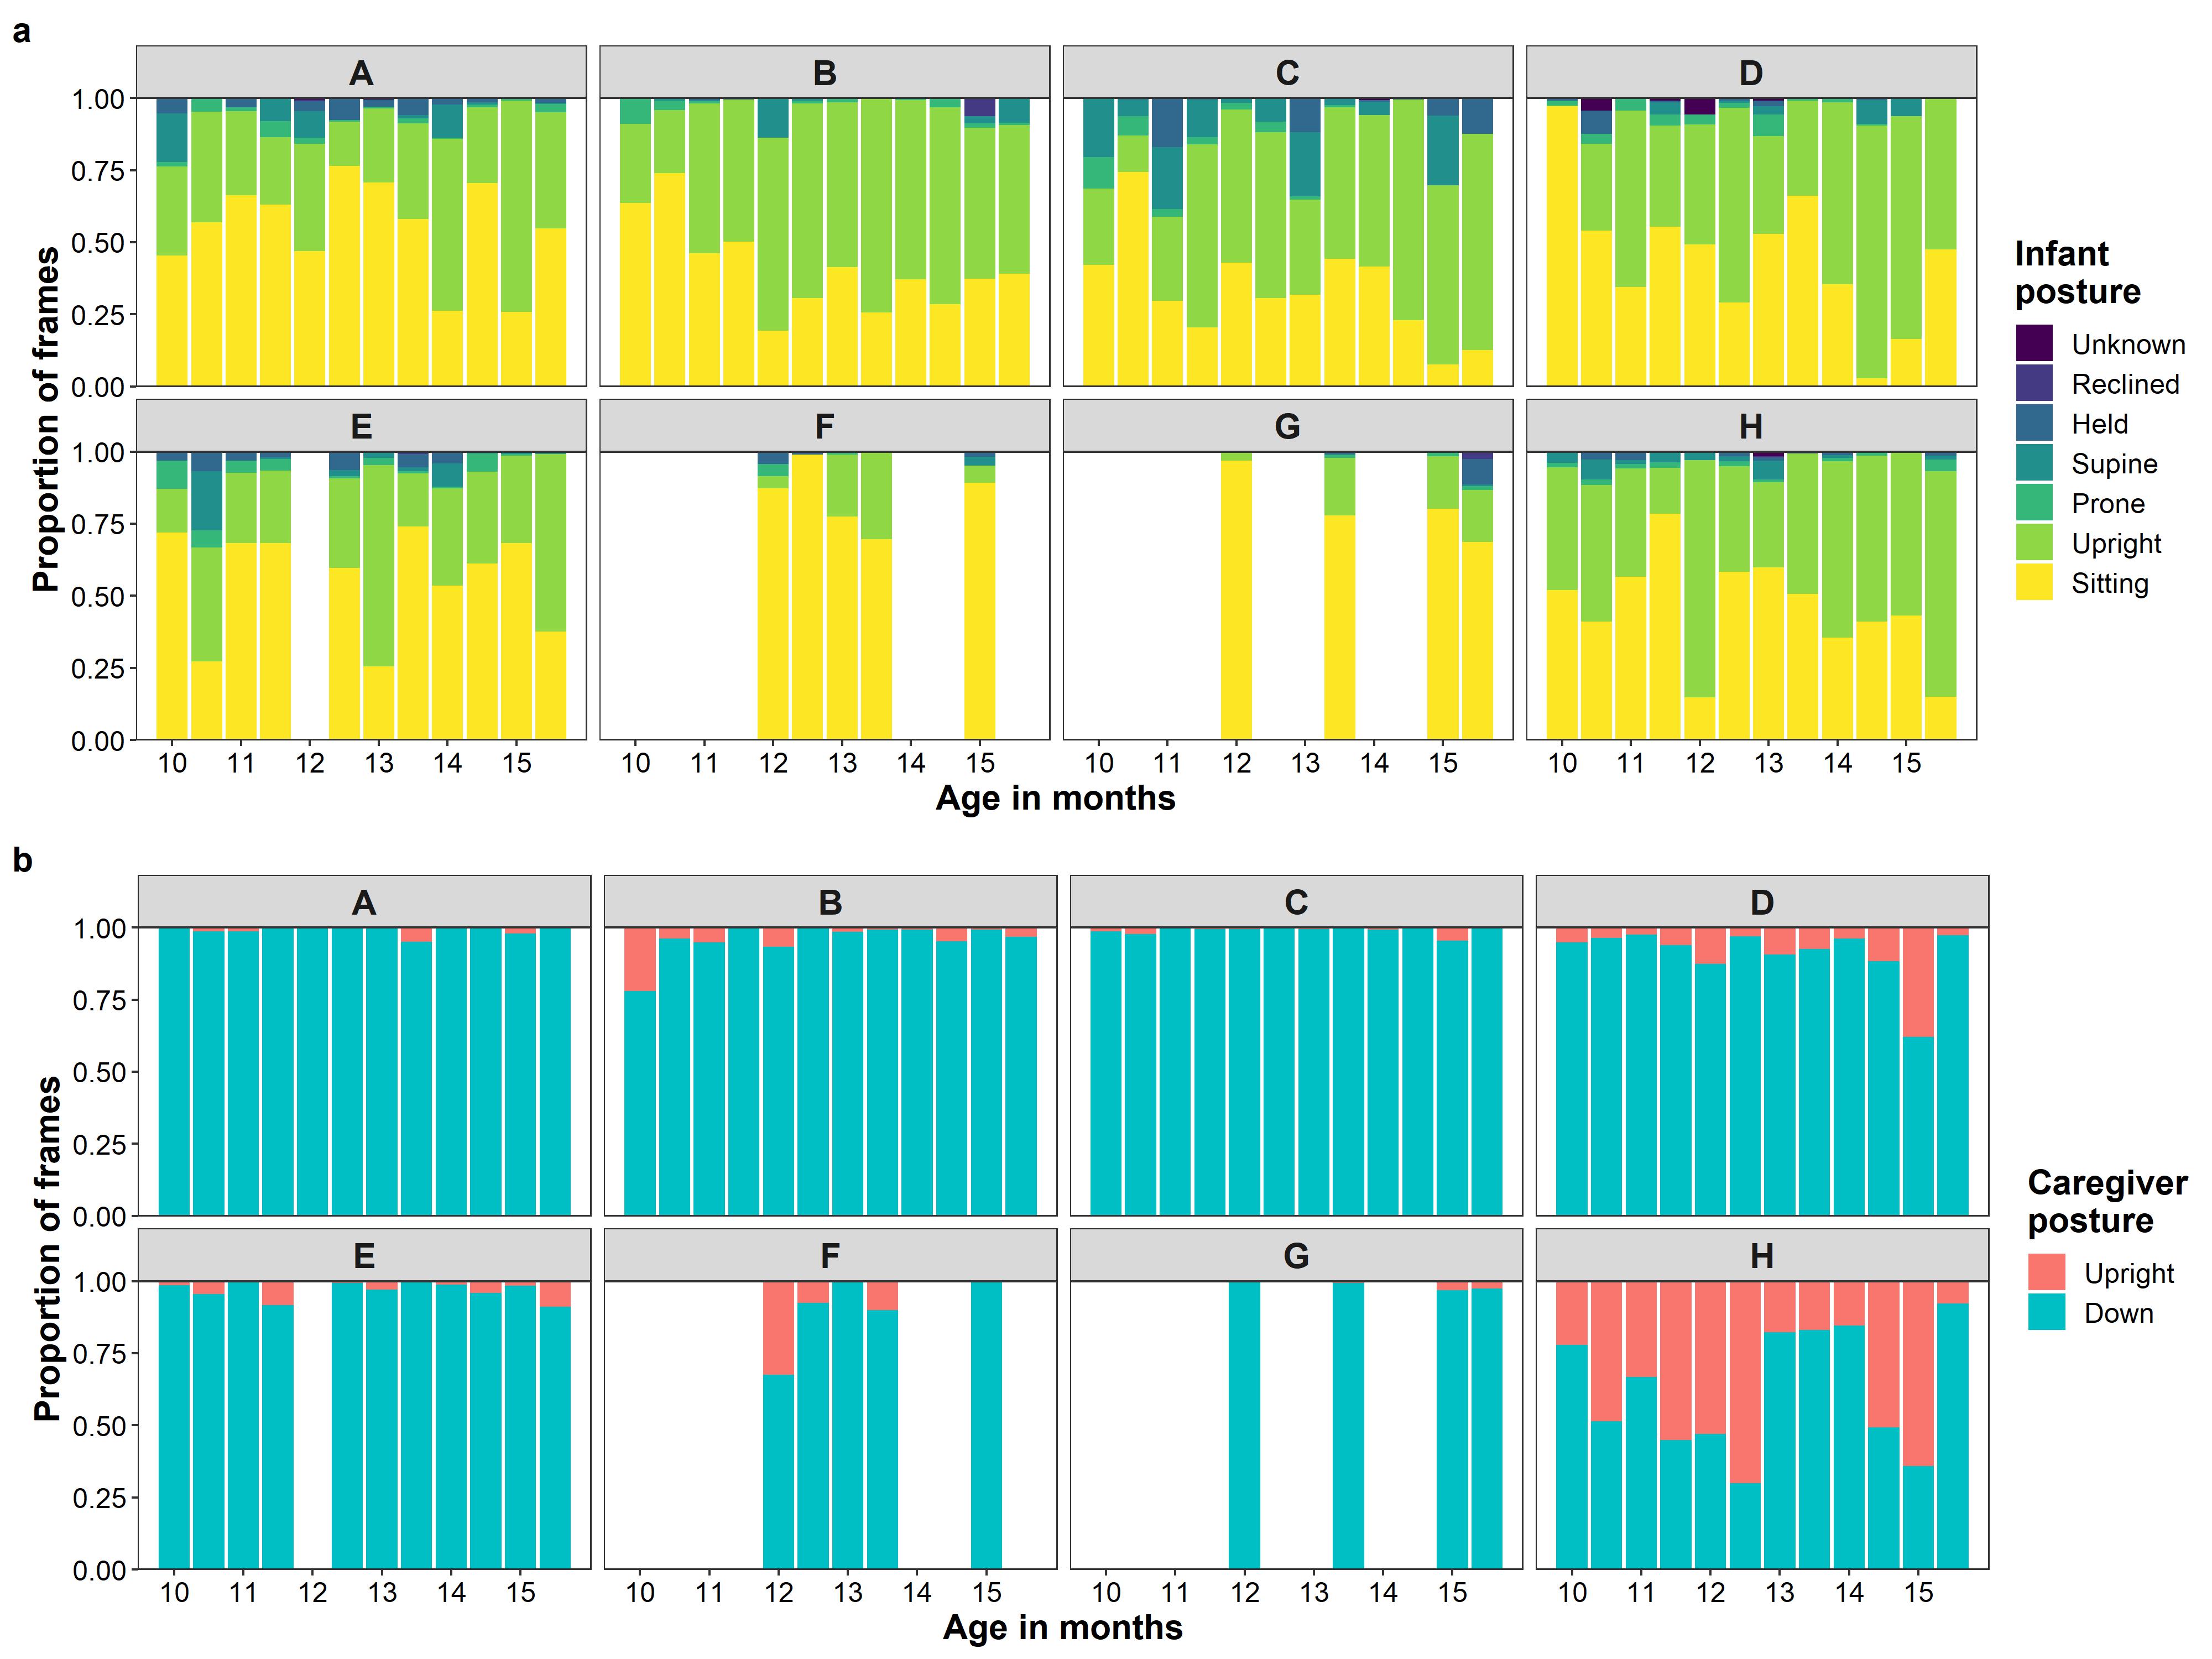 a
A B C D
1.00
0.75
0.50
0.25
0.00
E F G H
1.00
0.75
0.50
0.25
0.00
10 11 12 13 14 15 10 11 12 13 14 15 10 11 12 13 14 15 10 11 12 13 14 15
Proportion of frames
Age in months
Infant
posture
Unknown
Reclined
Held
Supine
Prone
Upright
Sitting
b
A B C D
1.00
0.75
0.50
0.25
0.00
E F G H
1.00
0.75
0.50
0.25
0.00
10 11 12 13 14 15 10 11 12 13 14 15 10 11 12 13 14 15 10 11 12 13 14 15
Proportion of frames
Age in months
Caregiver
posture
Upright
Down